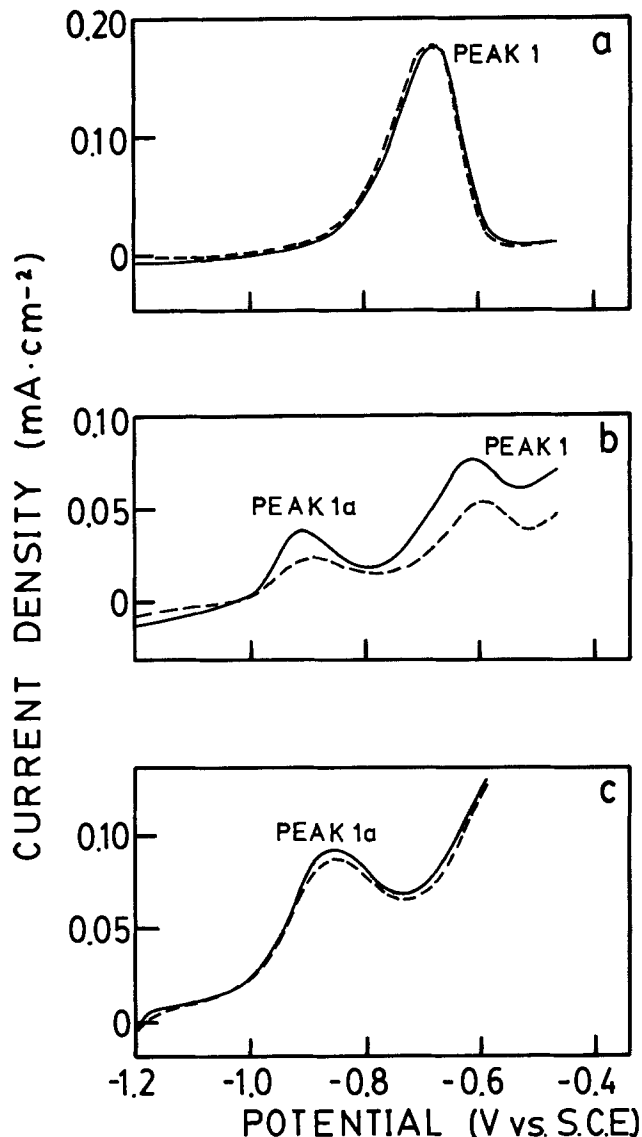 CURRENT DENSITY (mA·cm⁻²)
0.20
0.10
0
PEAK 1
a
0.10
0.05
0
PEAK 1a
PEAK 1
b
0.10
0.05
0
PEAK 1a
c
-1.2 -1.0 -0.8 -0.6 -0.4
POTENTIAL (V vs. S.C.E.)